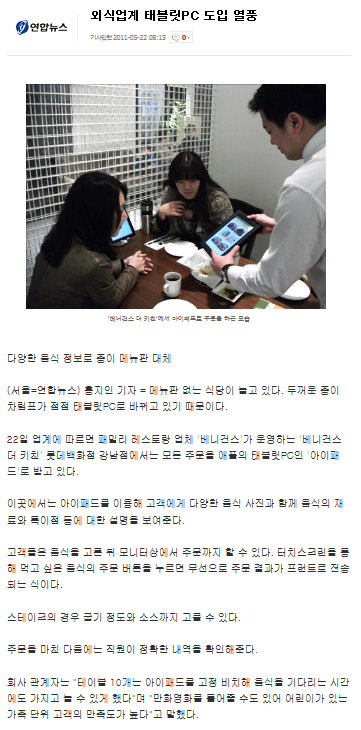 연합뉴스
외식업계 태블릿PC 도입 열풍
기사입력 2011-05-22 08:15
0
'베니건스 더 키친'에서 아이패드로 주문을 하는 모습
다양한 음식 정보로 종이 메뉴판 대체
(서울=연합뉴스) 홍지인 기자 = 메뉴판 없는 식당이 늘고 있다. 두꺼운 종이
차림표가 점점 태블릿PC로 바뀌고 있기 때문이다.
22일 업계에 따르면 패밀리 레스토랑 업체 '베니건스'가 운영하는 '베니건스
더 키친' 롯데백화점 강남점에서는 모든 주문을 애플의 태블릿PC인 '아이패
드'로 받고 있다.
이곳에서는 아이패드를 이용해 고객에게 다양한 음식 사진과 함께 음식의 재
료와 특이점 등에 대한 설명을 보여준다.
고객들은 음식을 고른 뒤 모니터상에서 주문까지 할 수 있다. 터치스크린을 통
해 먹고 싶은 음식의 주문 버튼을 누르면 무선으로 주문 결과가 프런트로 전송
되는 식이다.
스테이크의 경우 굽기 정도와 소스까지 고를 수 있다.
주문을 마친 다음에는 직원이 정확한 내역을 확인해준다.
회사 관계자는 "테이블 10개는 아이패드를 고정 비치해 음식을 기다리는 시간
에도 가지고 놀 수 있게 했다"며 "만화영화를 틀어줄 수도 있어 어린이가 있는
가족 단위 고객의 만족도가 높다"고 말했다.